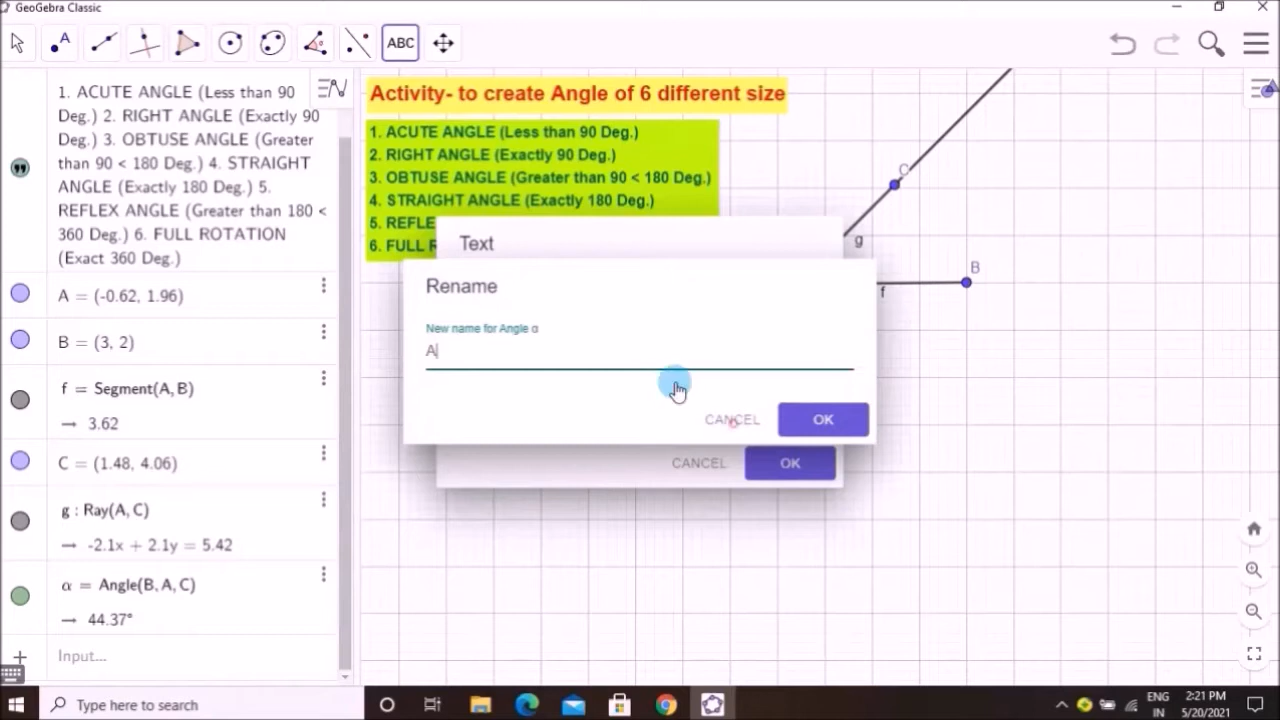 GeoGebra Classic
A
ABC
1. ACUTE ANGLE (Less than 90
Deg.) 2. RIGHT ANGLE (Exactly 90
Deg.) 3. OBTUSE ANGLE (Greater
than 90 < 180 Deg.) 4. STRAIGHT
ANGLE (Exactly 180 Deg.) 5.
REFLEX ANGLE (Greater than 180 <
360 Deg.) 6. FULL ROTATION
(Exact 360 Deg.)
A = (-0.62, 1.96)
B = (3, 2)
f = Segment(A, B)
→ 3.62
C = (1.48, 4.06)
g : Ray(A, C)
→ -2.1x + 2.1y = 5.42
α = Angle(B, A, C)
→ 44.37°
+ Input...
Activity- to create Angle of 6 different size
1. ACUTE ANGLE (Less than 90 Deg.)
2. RIGHT ANGLE (Exactly 90 Deg.)
3. OBTUSE ANGLE (Greater than 90 < 180 Deg.)
4. STRAIGHT ANGLE (Exactly 180 Deg.)
5. REFLE
6. FULL R
C
g
B
f
Text
Rename
New name for Angle α
A
CANCEL OK
CANCEL OK
Type here to search
ENG
IN
2:21 PM
5/20/2021